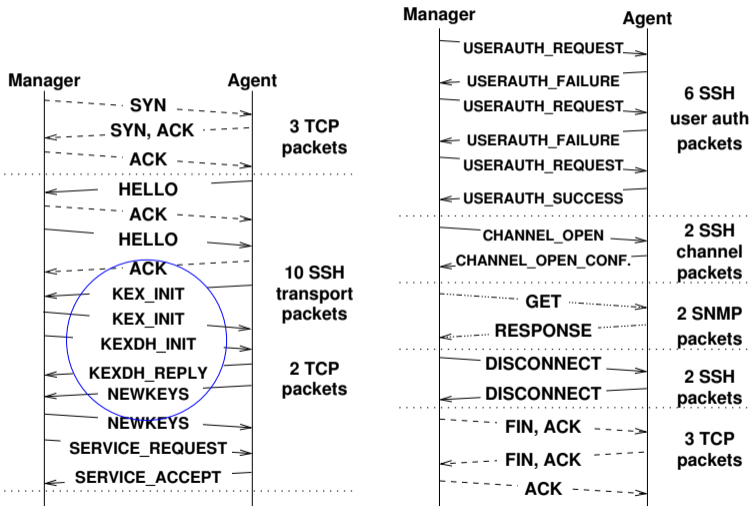 Manager Agent
SYN
SYN, ACK
ACK
3 TCP
packets
HELLO
ACK
HELLO
ACK
KEX_INIT
KEX_INIT
KEXDH_INIT
KEXDH_REPLY
NEWKEYS
NEWKEYS
SERVICE_REQUEST
SERVICE_ACCEPT
10 SSH
transport
packets
2 TCP
packets
Manager Agent
USERAUTH_REQUEST
USERAUTH_FAILURE
USERAUTH_REQUEST
USERAUTH_FAILURE
USERAUTH_REQUEST
USERAUTH_SUCCESS
6 SSH
user auth
packets
CHANNEL_OPEN
CHANNEL_OPEN_CONF.
2 SSH
channel
packets
GET
RESPONSE
2 SNMP
packets
DISCONNECT
DISCONNECT
2 SSH
packets
FIN, ACK
FIN, ACK
ACK
3 TCP
packets